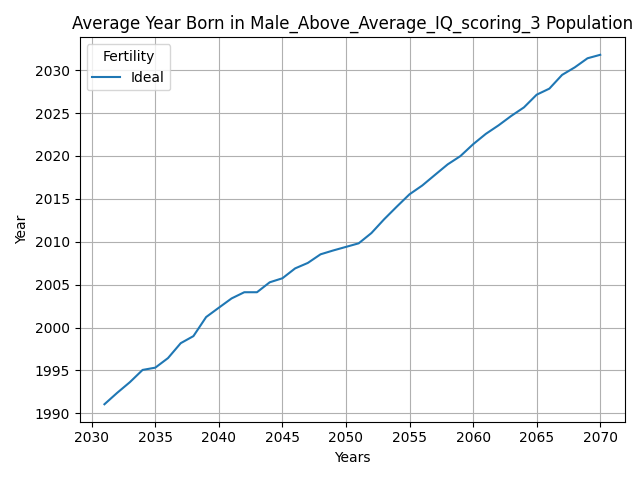 Average Year Born in Male_Above_Average_IQ_scoring_3 Population
Fertility
Ideal
2030
2025
2020
2015
2010
2005
2000
1995
1990
Year
2030 2035 2040 2045 2050 2055 2060 2065 2070
Years